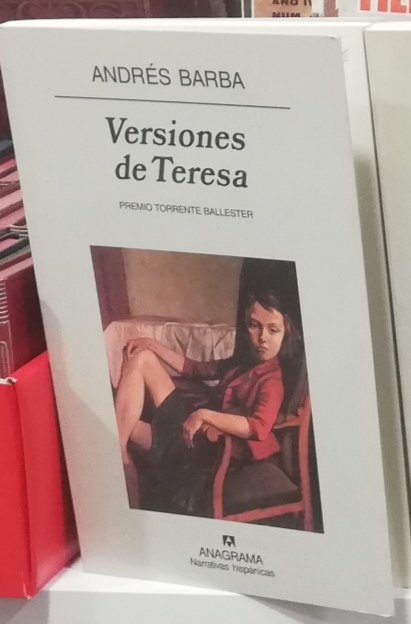 ANDRÉS BARBA
Versiones
de Teresa
PREMIO TORRENTE BALLESTER
ANAGRAMA
Narrativas hispánicas